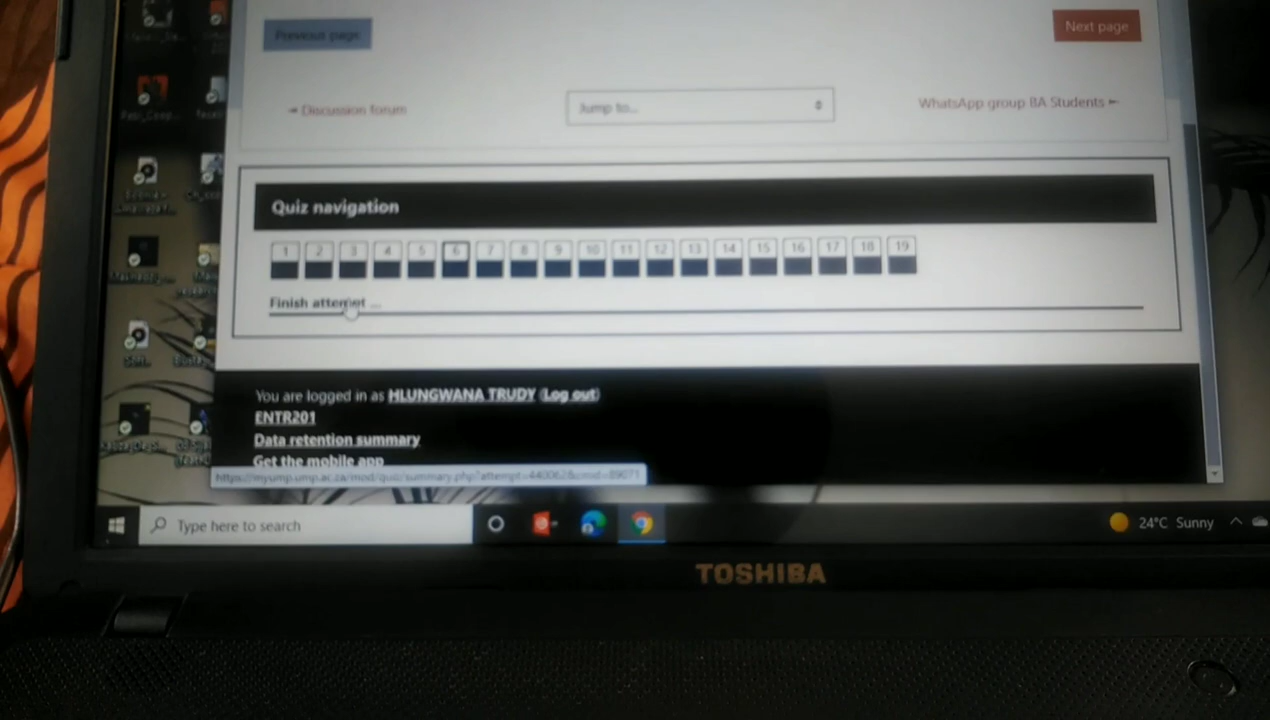 Previous page
Next page
Discussion forum
Jump to...
WhatsApp group BA Students
Quiz navigation
1 2 3 4 5 6 7 8 9 10 11 12 13 14 15 16 17 18 19
Finish attempt ...
You are logged in as HLUNGWANA TRUDY (Log out)
ENTR201
Data retention summary
Get the mobile app
Type here to search
24°C Sunny
TOSHIBA